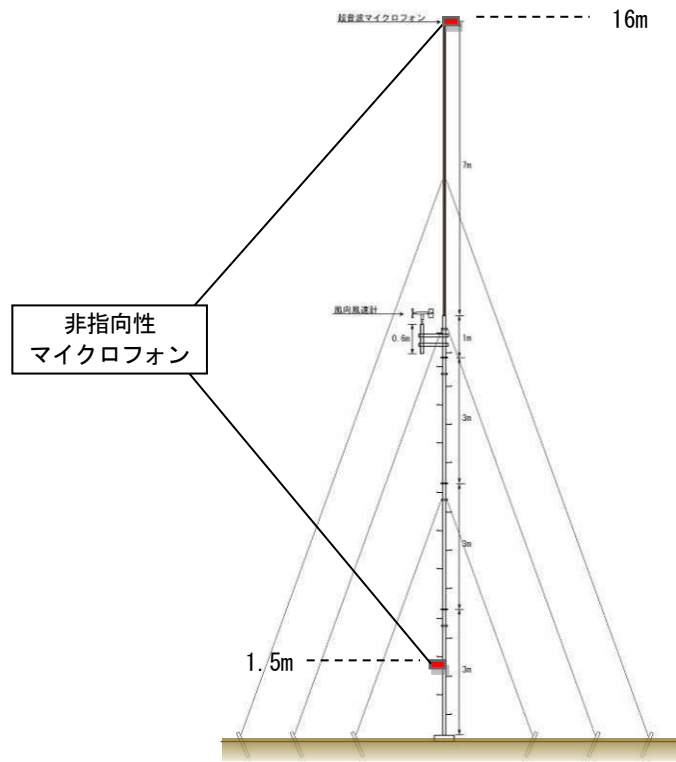 超音波マイクロフォン
16m
7m
非指向性
マイクロフォン
風向風速計
0.6m
1m
3m
3m
1.5m
3m